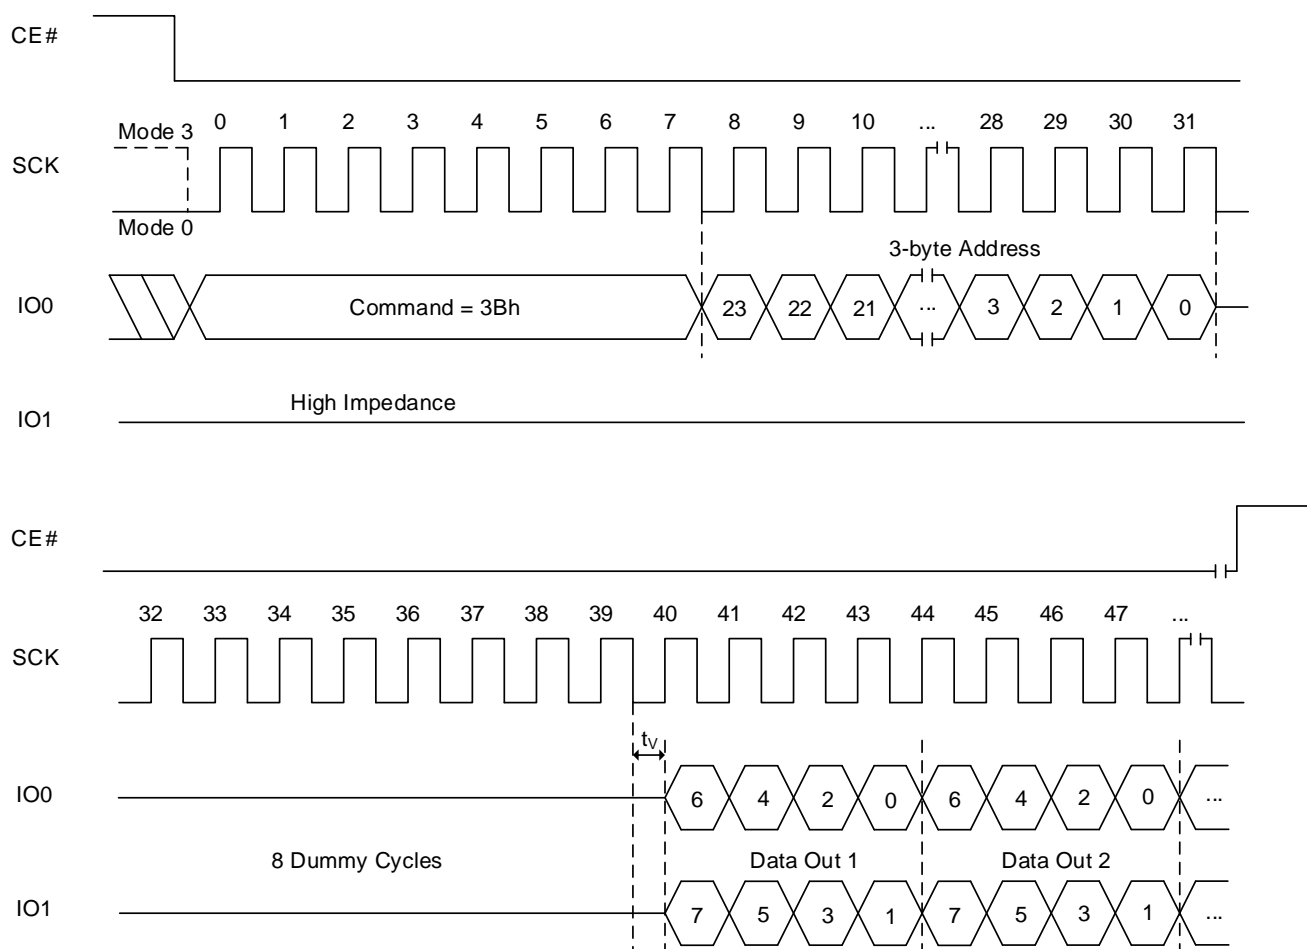 CE#
Mode 3 0 1 2 3 4 5 6 7 8 9 10 ... 28 29 30 31
SCK
Mode 0
3-byte Address
IO0 Command = 3Bh 23 22 21 ... 3 2 1 0
High Impedance
IO1
CE#
32 33 34 35 36 37 38 39 40 41 42 43 44 45 46 47 ...
SCK
tV
IO0 6 4 2 0 6 4 2 0 ...
8 Dummy Cycles Data Out 1 Data Out 2
IO1 7 5 3 1 7 5 3 1 ...